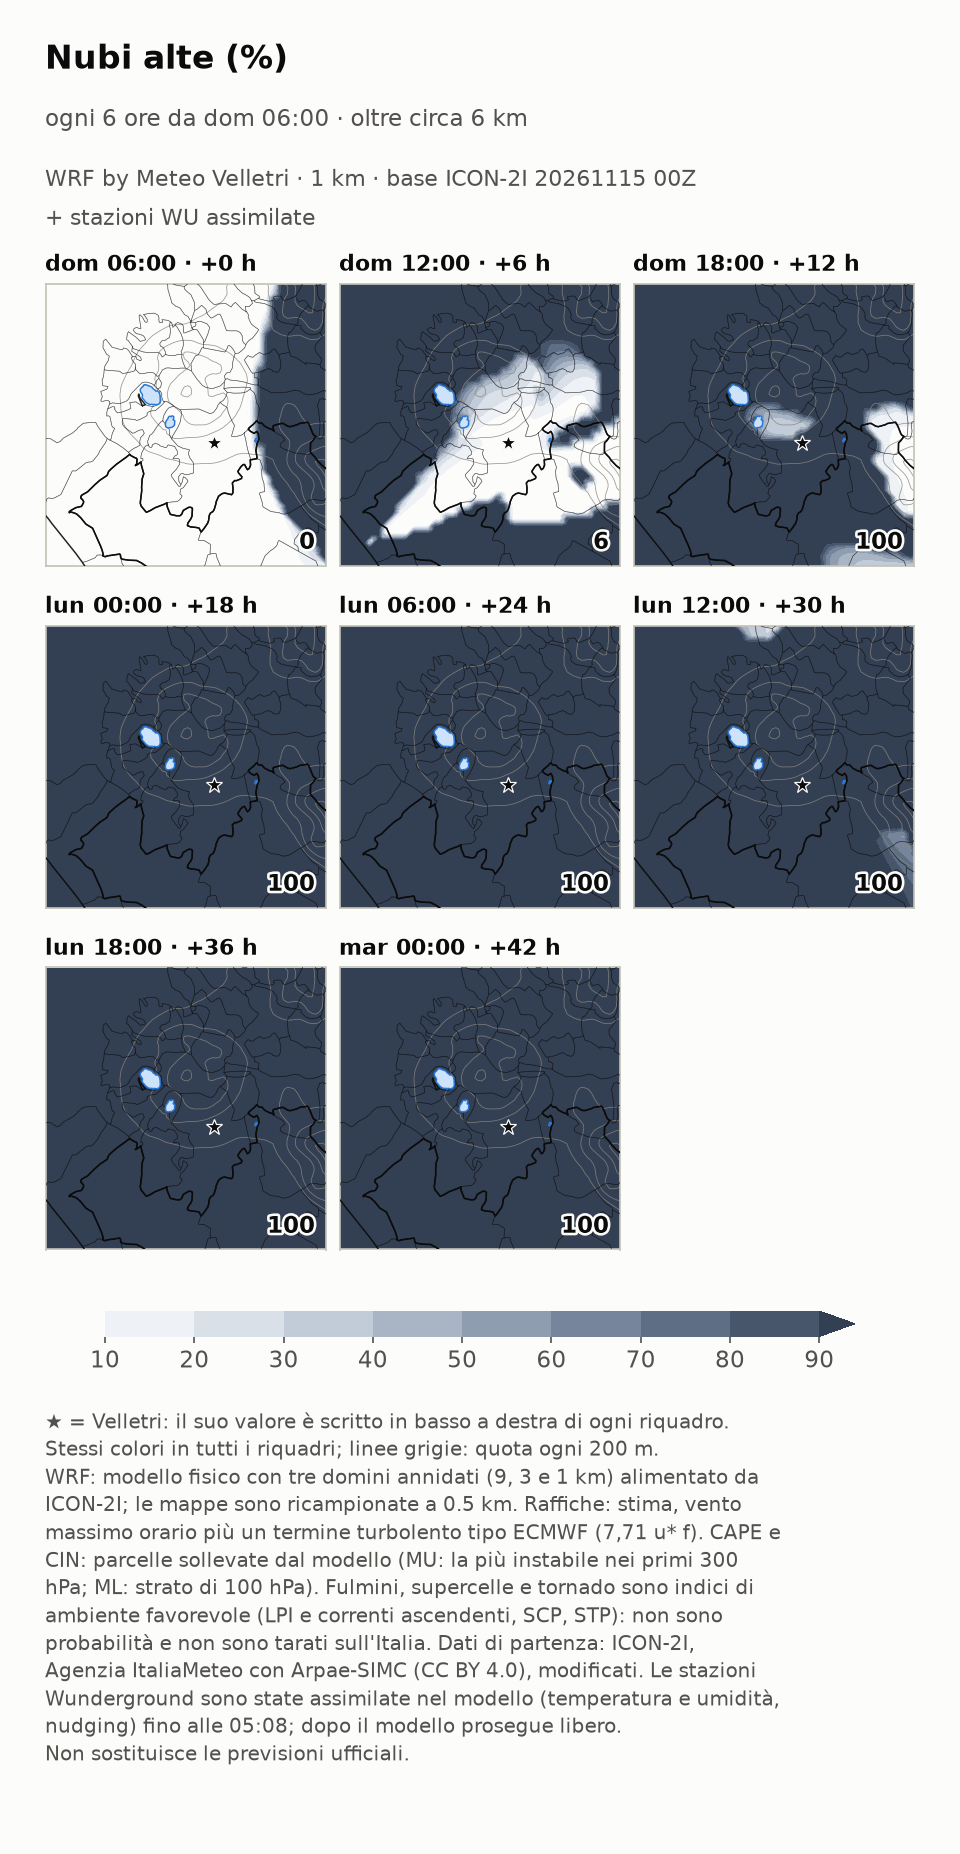 Nubi alte (%)
ogni 6 ore da dom 06:00 · oltre circa 6 km
WRF by Meteo Velletri · 1 km · base ICON-2I 20261115 00Z
+ stazioni WU assimilate
dom 06:00 · +0 h
dom 12:00 · +6 h
dom 18:00 · +12 h
0
6
100
lun 00:00 · +18 h
lun 06:00 · +24 h
lun 12:00 · +30 h
100
100
100
lun 18:00 · +36 h
mar 00:00 · +42 h
100
100
10 20 30 40 50 60 70 80 90
★ = Velletri: il suo valore è scritto in basso a destra di ogni riquadro.
Stessi colori in tutti i riquadri; linee grigie: quota ogni 200 m.
WRF: modello fisico con tre domini annidati (9, 3 e 1 km) alimentato da
ICON-2I; le mappe sono ricampionate a 0.5 km. Raffiche: stima, vento
massimo orario più un termine turbolento tipo ECMWF (7,71 u* f). CAPE e
CIN: parcelle sollevate dal modello (MU: la più instabile nei primi 300
hPa; ML: strato di 100 hPa). Fulmini, supercelle e tornado sono indici di
ambiente favorevole (LPI e correnti ascendenti, SCP, STP): non sono
probabilità e non sono tarati sull'Italia. Dati di partenza: ICON-2I,
Agenzia ItaliaMeteo con Arpae-SIMC (CC BY 4.0), modificati. Le stazioni
Wunderground sono state assimilate nel modello (temperatura e umidità,
nudging) fino alle 05:08; dopo il modello prosegue libero.
Non sostituisce le previsioni ufficiali.